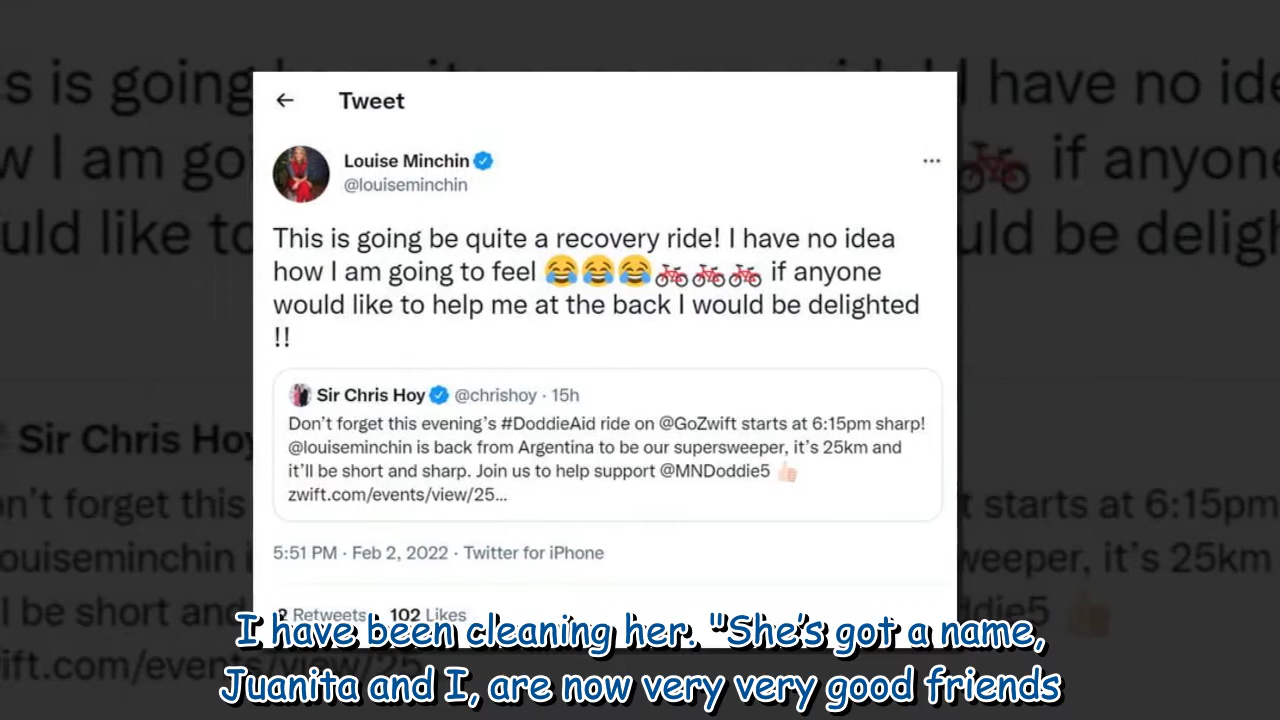 Tweet
Louise Minchin
@louiseminchin
This is going be quite a recovery ride! I have no idea
how I am going to feel 😂😂😂🚲🚲🚲 if anyone
would like to help me at the back I would be delighted
!!
Sir Chris Hoy @chrishoy · 15h
Don't forget this evening's #DoddieAid ride on @GoZwift starts at 6:15pm sharp!
@louiseminchin is back from Argentina to be our supersweeper, it's 25km and
it'll be short and sharp. Join us to help support @MNDoddie5 👍🏻
zwift.com/events/view/25...
5:51 PM · Feb 2, 2022 · Twitter for iPhone
Retweets 102 Likes
I have been cleaning her. "She's got a name,
Juanita and I, are now very very good friends